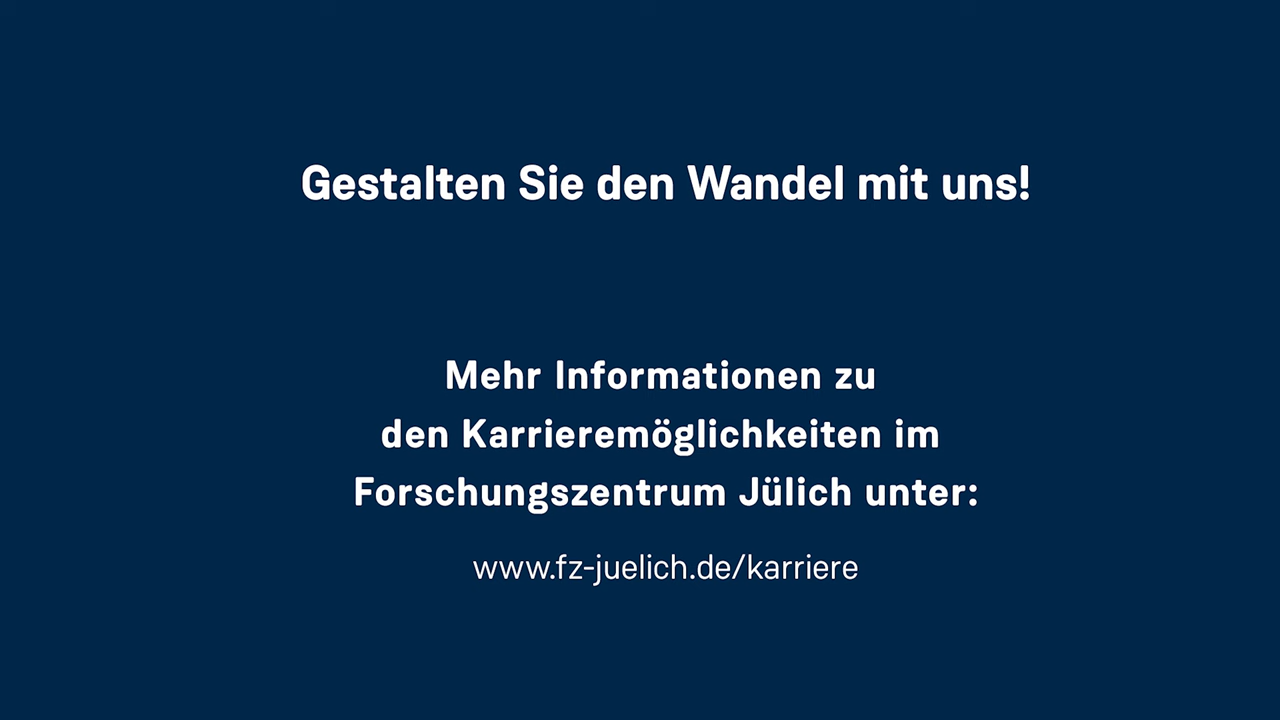 Gestalten Sie den Wandel mit uns!
Mehr Informationen zu
den Karrieremöglichkeiten im
Forschungszentrum Jülich unter:
www.fz-juelich.de/karriere